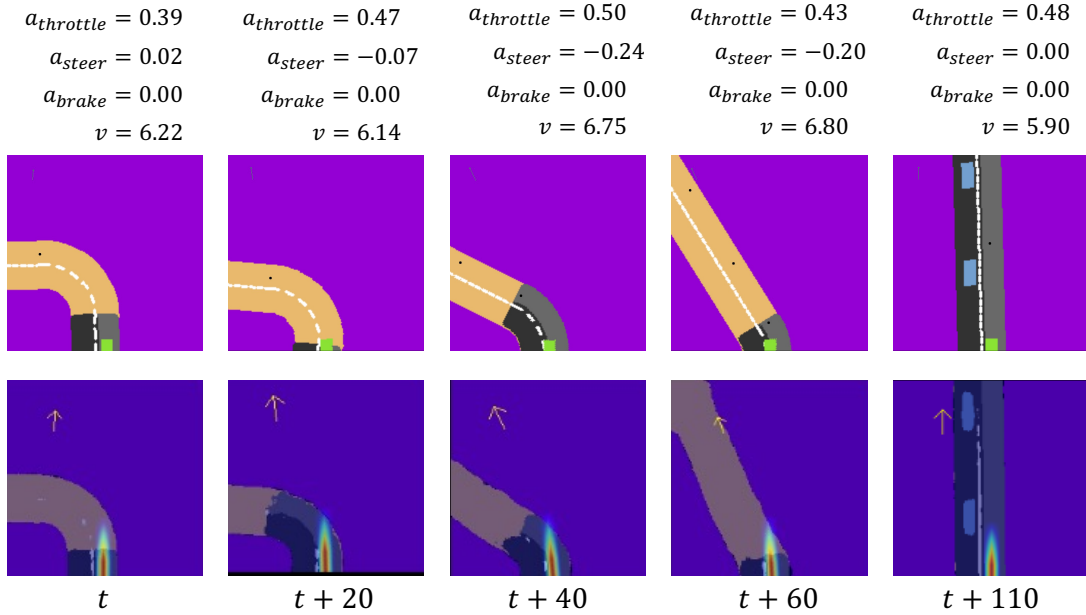 a_throttle = 0.39
a_steer = 0.02
a_brake = 0.00
v = 6.22
a_throttle = 0.47
a_steer = −0.07
a_brake = 0.00
v = 6.14
a_throttle = 0.50
a_steer = −0.24
a_brake = 0.00
v = 6.75
a_throttle = 0.43
a_steer = −0.20
a_brake = 0.00
v = 6.80
a_throttle = 0.48
a_steer = 0.00
a_brake = 0.00
v = 5.90
t
t + 20
t + 40
t + 60
t + 110